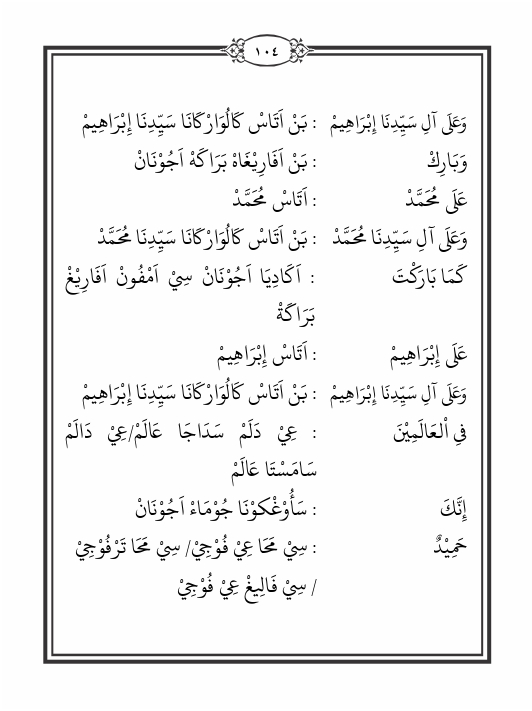 ١٠٤
وَعَلَى آلِ سَيِّدِنَا إِبْرَاهِيمْ : بَنْ اَتَاسْ كَالُوَارْكَانَا سَيِّدِنَا إِبْرَاهِيمْ
وَبَارِكْ : بَنْ اَفَارِيْغَاهْ بَرَاكَهْ اَجُوْنَانْ
عَلَى مُحَمَّدْ : اَتَاسْ مُحَمَّدْ
وَعَلَى آلِ سَيِّدِنَا مُحَمَّدْ : بَنْ اَتَاسْ كَالُوَارْكَانَا سَيِّدِنَا مُحَمَّدْ
كَمَا بَارَكْتَ : اَكَادِيَا اَجُوْنَانْ سِيْ اَمْفُونْ اَفَارِيْغْ
بَرَاكَةْ
عَلَى إِبْرَاهِيمْ : اَتَاسْ إِبْرَاهِيمْ
وَعَلَى آلِ سَيِّدِنَا إِبْرَاهِيمْ : بَنْ اَتَاسْ كَالُوَارْكَانَا سَيِّدِنَا إِبْرَاهِيمْ
فِي اْلعَالَمِيْنَ : عِيْ دَلَمْ سَدَاجَا عَالَمْ/عِيْ دَالَمْ
سَامَسْتَا عَالَمْ
إِنَّكَ : سَأُوْغْكوْنَا جُوْمَاءْ اَجُوْنَانْ
حَمِيْدٌ : سِيْ مَحَا عِيْ فُوْجِيْ/ سِيْ مَحَا تَرْفُوْجِيْ
/ سِيْ فَالِيغْ عِيْ فُوْجِيْ